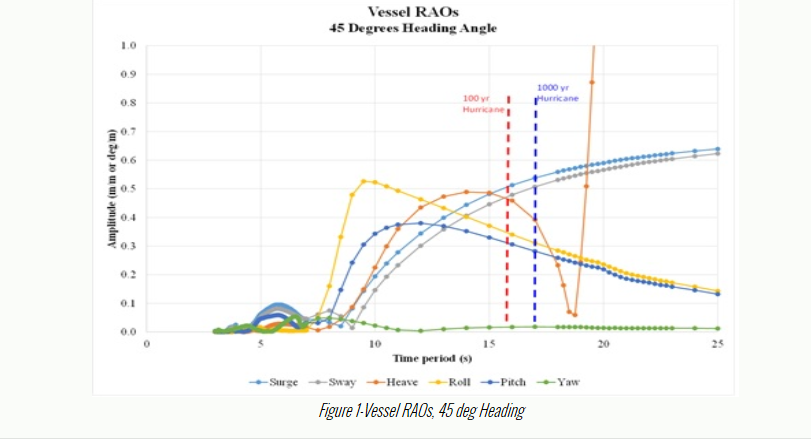 Vessel RAOs
45 Degrees Heading Angle
Amplitude (m/m or deg/m)
1.0
0.9
0.8
0.7
0.6
0.5
0.4
0.3
0.2
0.1
0.0
100 yr
Hurricane
1000 yr
Hurricane
0 5 10 15 20 25
Time period (s)
Surge Sway Heave Roll Pitch Yaw
Figure 1-Vessel RAOs, 45 deg Heading